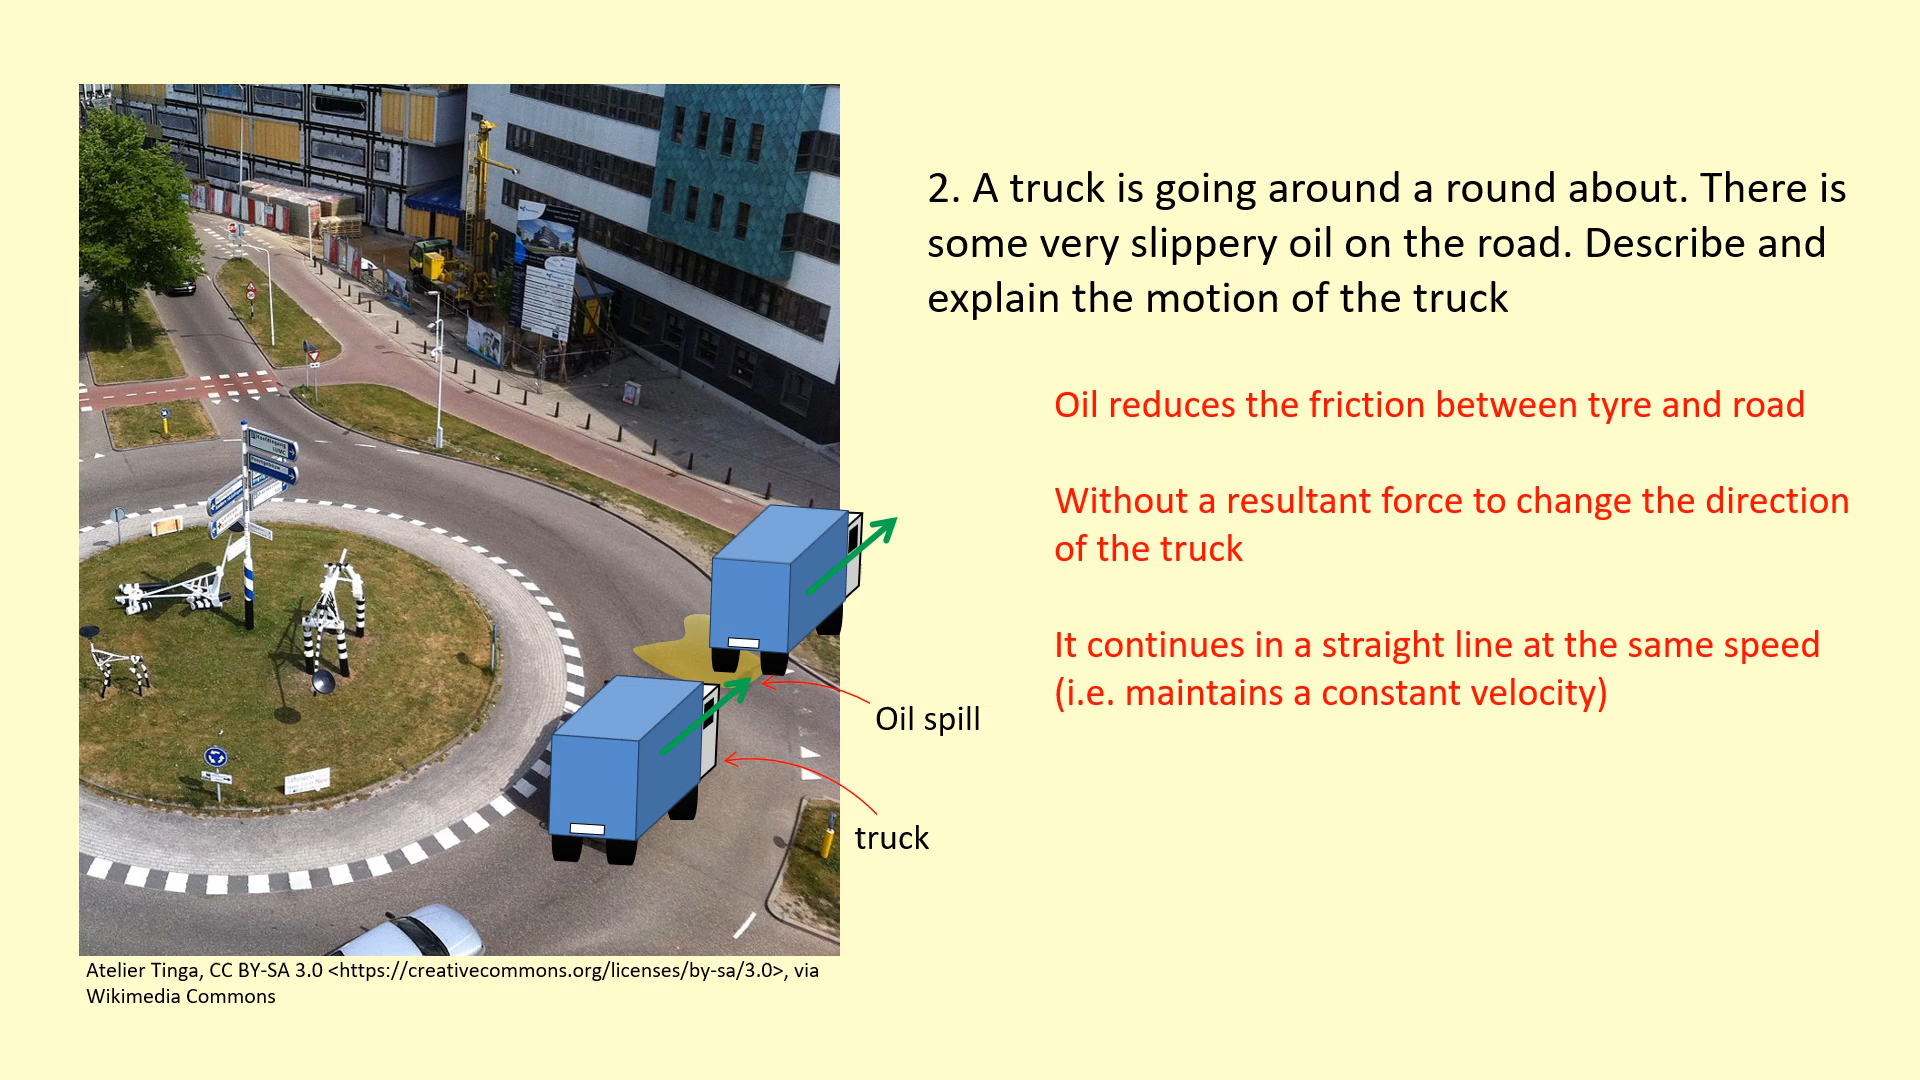 2. A truck is going around a round about. There is
some very slippery oil on the road. Describe and
explain the motion of the truck
Oil reduces the friction between tyre and road
Without a resultant force to change the direction
of the truck
It continues in a straight line at the same speed
(i.e. maintains a constant velocity)
Oil spill
truck
Atelier Tinga, CC BY-SA 3.0 <https://creativecommons.org/licenses/by-sa/3.0>, via
Wikimedia Commons